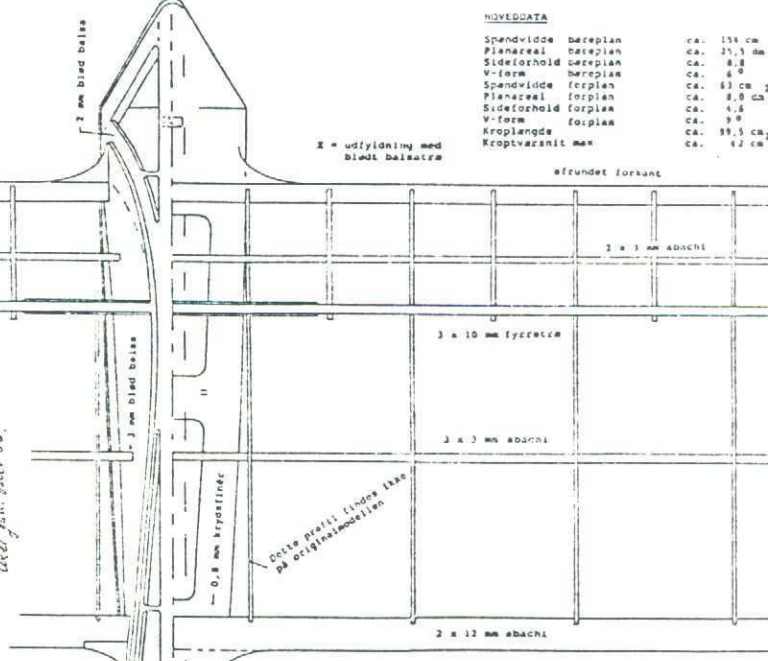 HOVEDDATA
Spændvidde bæreplan ca. 154 cm
Planareal bæreplan ca. 25,5 dm
Sideforhold bæreplan ca. 8,8
V-form bæreplan ca. 6°
Spændvidde forplan ca. 63 cm
Planareal forplan ca. 8,0 dm
Sideforhold forplan ca. 4,6
V-form forplan ca. 9°
Kroplængde ca. 99,5 cm
Kroptværsnit max ca. 42 cm²
2 mm blød balsa
X = udfyldning med
blødt balsatræ
afrundet forkant
2 x 3 mm abachi
3 x 10 mm fyrretræ
3 mm blød balsa
3 x 3 mm abachi
Dette profil findes ikke
på originalmodellen
0,8 mm krydsfinér
2 x 12 mm abachi